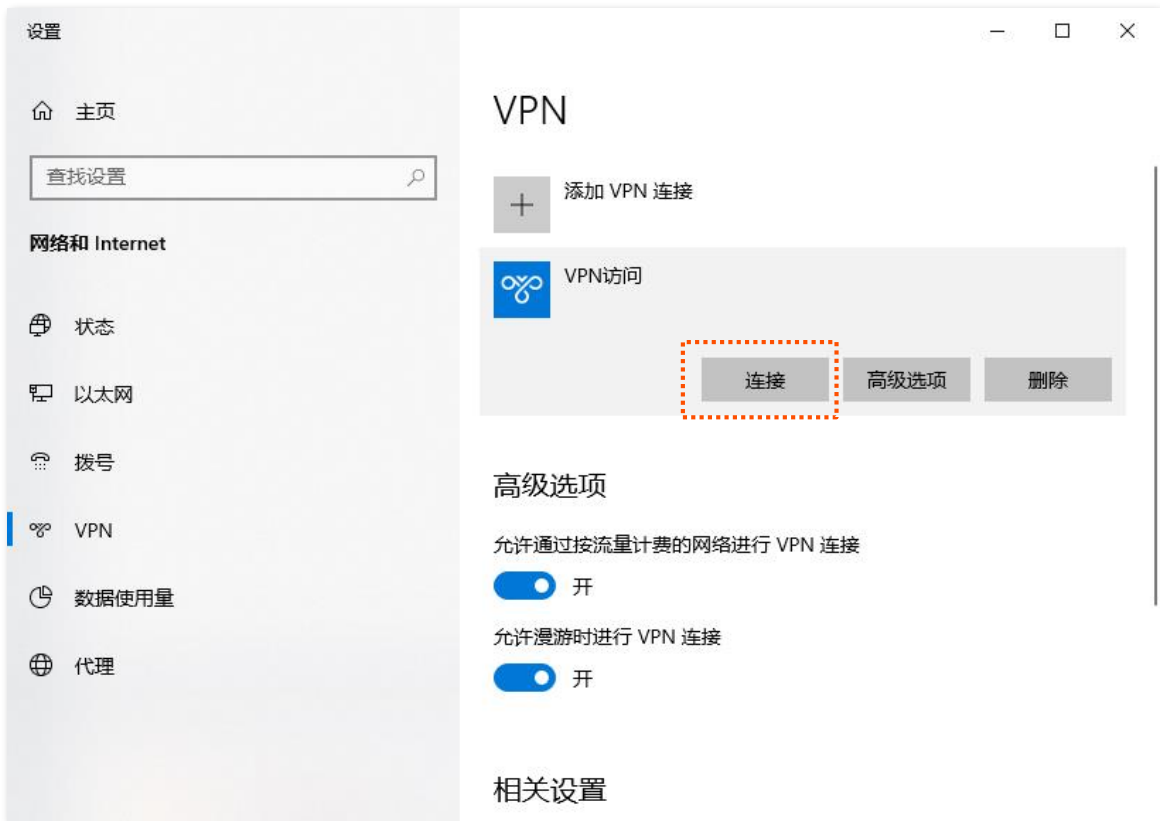 设置
主页
查找设置
网络和 Internet
状态
以太网
拨号
VPN
数据使用量
代理
VPN
添加 VPN 连接
VPN访问
连接 高级选项 删除
高级选项
允许通过按流量计费的网络进行 VPN 连接
开
允许漫游时进行 VPN 连接
开
相关设置